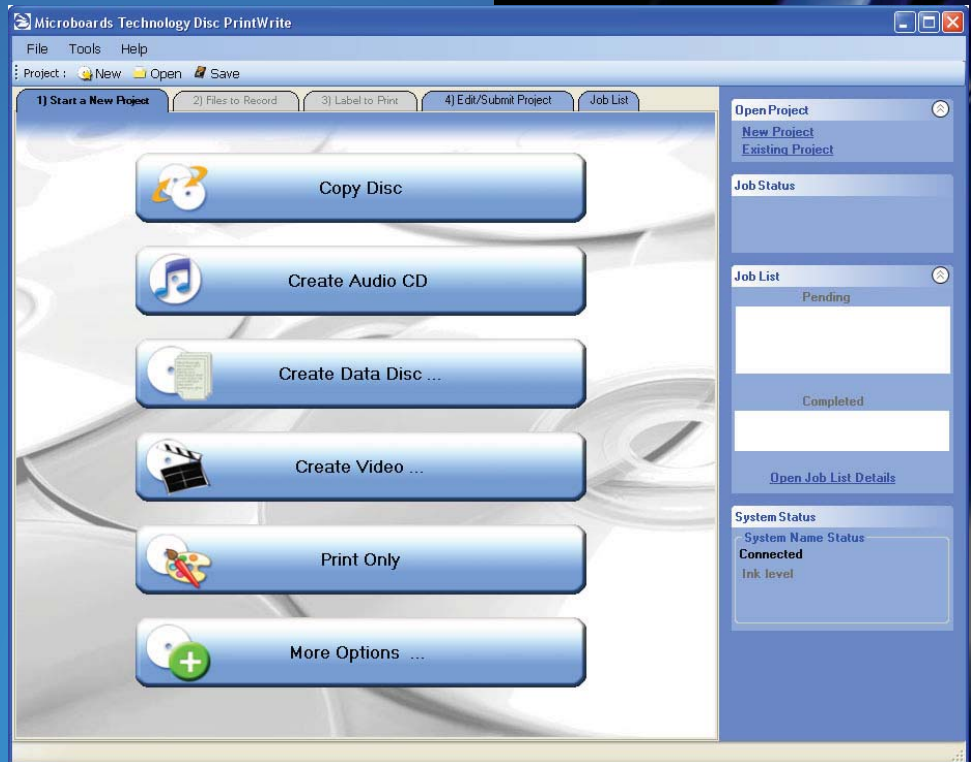 Microboards Technology Disc PrintWrite
File Tools Help
Project : New Open Save
1) Start a New Project 2) Files to Record 3) Label to Print 4) Edit/Submit Project Job List
Copy Disc
Create Audio CD
Create Data Disc ...
Create Video ...
Print Only
More Options ...
Open Project
New Project
Existing Project
Job Status
Job List
Pending
Completed
Open Job List Details
System Status
System Name Status
Connected
Ink level